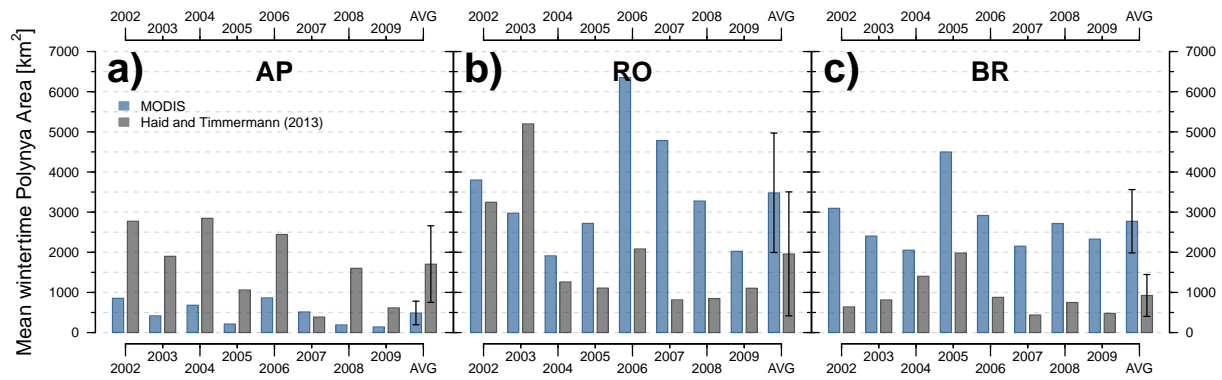 2002 2004 2006 2008 AVG
2003 2005 2007 2009
2002 2004 2006 2008 AVG
2003 2005 2007 2009
2002 2004 2006 2008 AVG
2003 2005 2007 2009
Mean wintertime Polynya Area [km²]
7000
6000
5000
4000
3000
2000
1000
0
a) AP
MODIS
Haid and Timmermann (2013)
b) RO
c) BR
7000
6000
5000
4000
3000
2000
1000
0
2003 2005 2007 2009
2002 2004 2006 2008 AVG
2003 2005 2007 2009
2002 2004 2006 2008 AVG
2003 2005 2007 2009
2002 2004 2006 2008 AVG